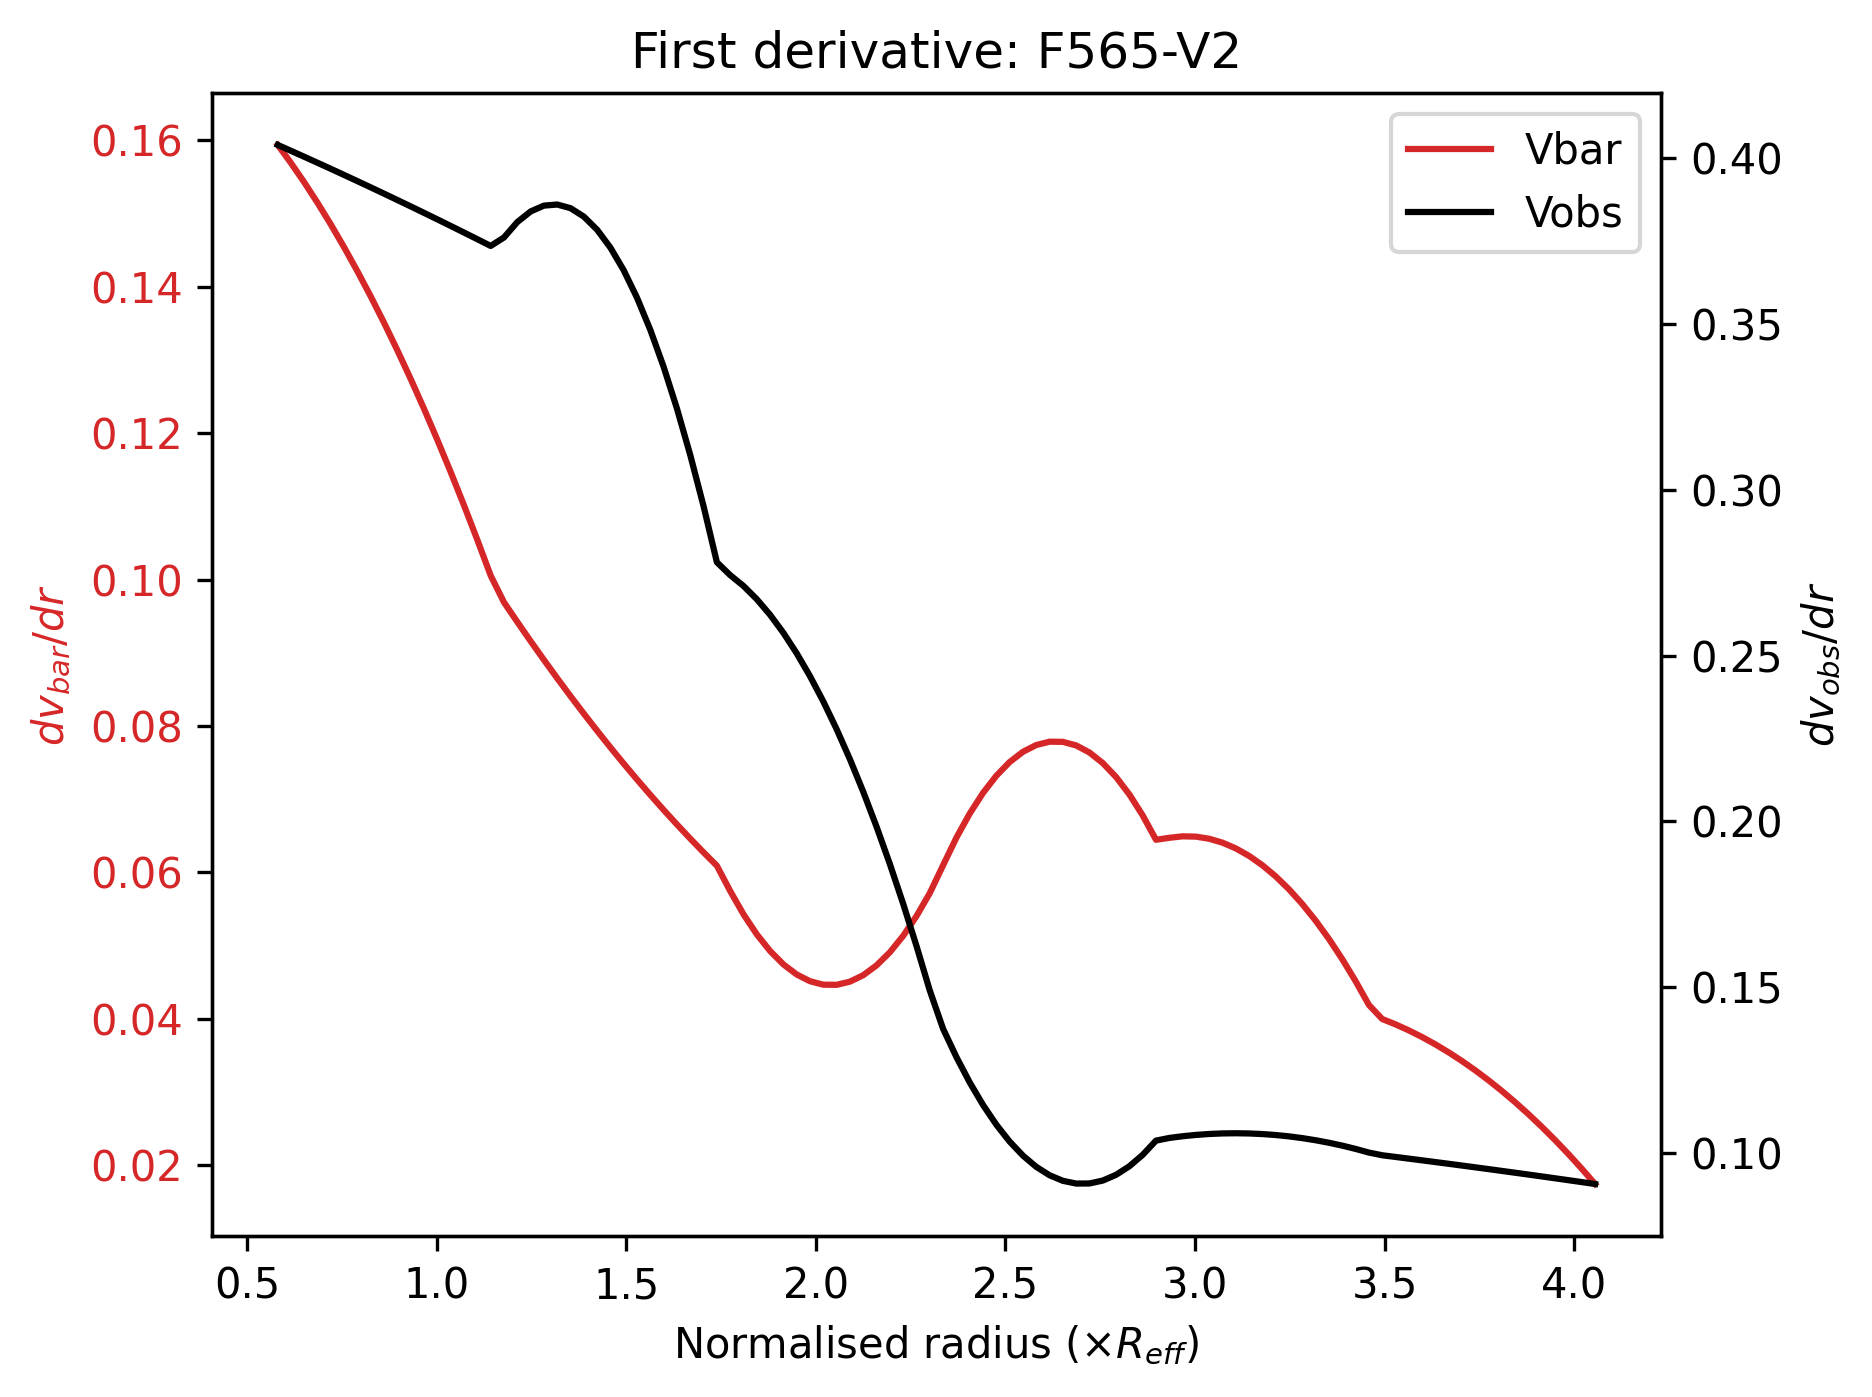 First derivative: F565-V2
Vbar
Vobs
0.16
0.14
0.12
0.10
0.08
0.06
0.04
0.02
dv_bar/dr
0.40
0.35
0.30
0.25
0.20
0.15
0.10
dv_obs/dr
0.5 1.0 1.5 2.0 2.5 3.0 3.5 4.0
Normalised radius (×R_eff)